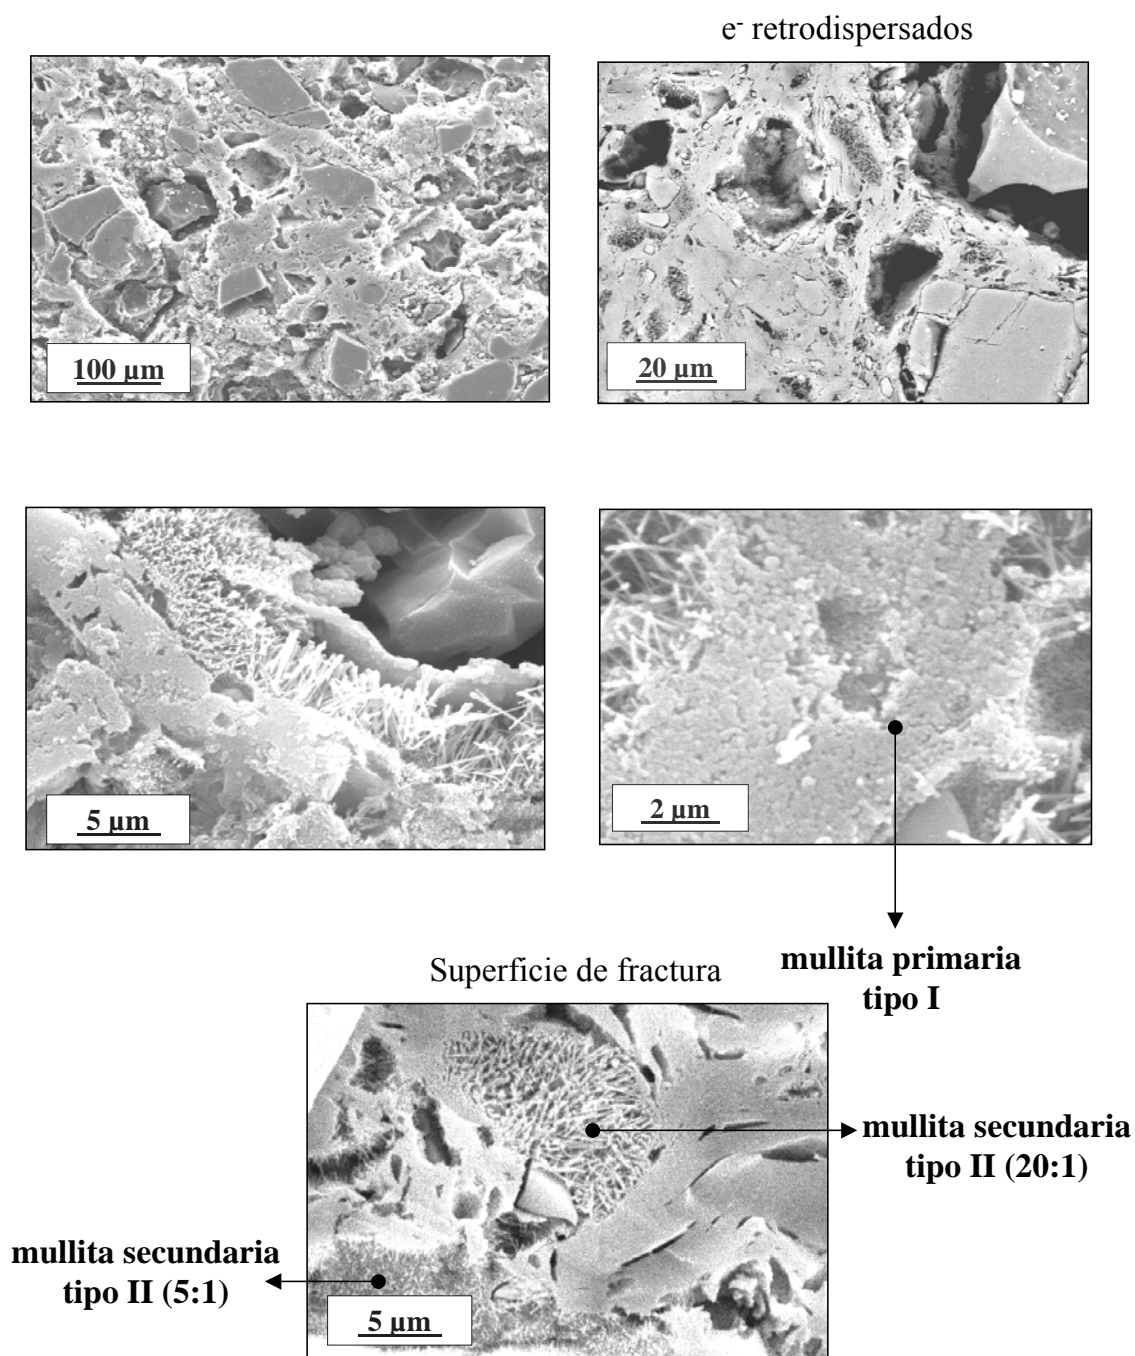 e- retrodispersados
100 µm
20 µm
5 µm
2 µm
mullita primaria
tipo I
Superficie de fractura
mullita secundaria
tipo II (20:1)
mullita secundaria
tipo II (5:1)
5 µm